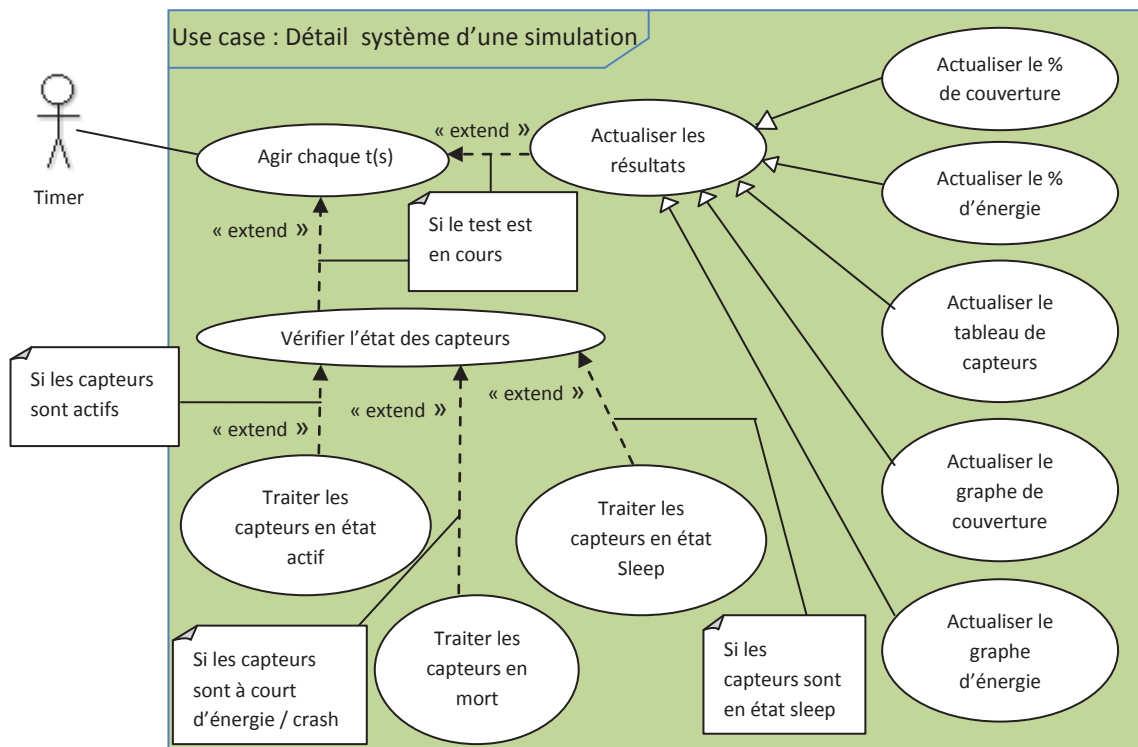 Use case : Détail système d'une simulation
Timer
Agir chaque t(s)
« extend »
Actualiser les
résultats
Actualiser le %
de couverture
Actualiser le %
d'énergie
« extend »
Si le test est
en cours
Actualiser le
tableau de
capteurs
Vérifier l'état des capteurs
Si les capteurs
sont actifs
« extend »
« extend »
« extend »
Traiter les
capteurs en état
actif
Traiter les
capteurs en état
Sleep
Actualiser le
graphe de
couverture
Si les capteurs
sont à court
d'énergie / crash
Traiter les
capteurs en
mort
Si les
capteurs sont
en état sleep
Actualiser le
graphe
d'énergie